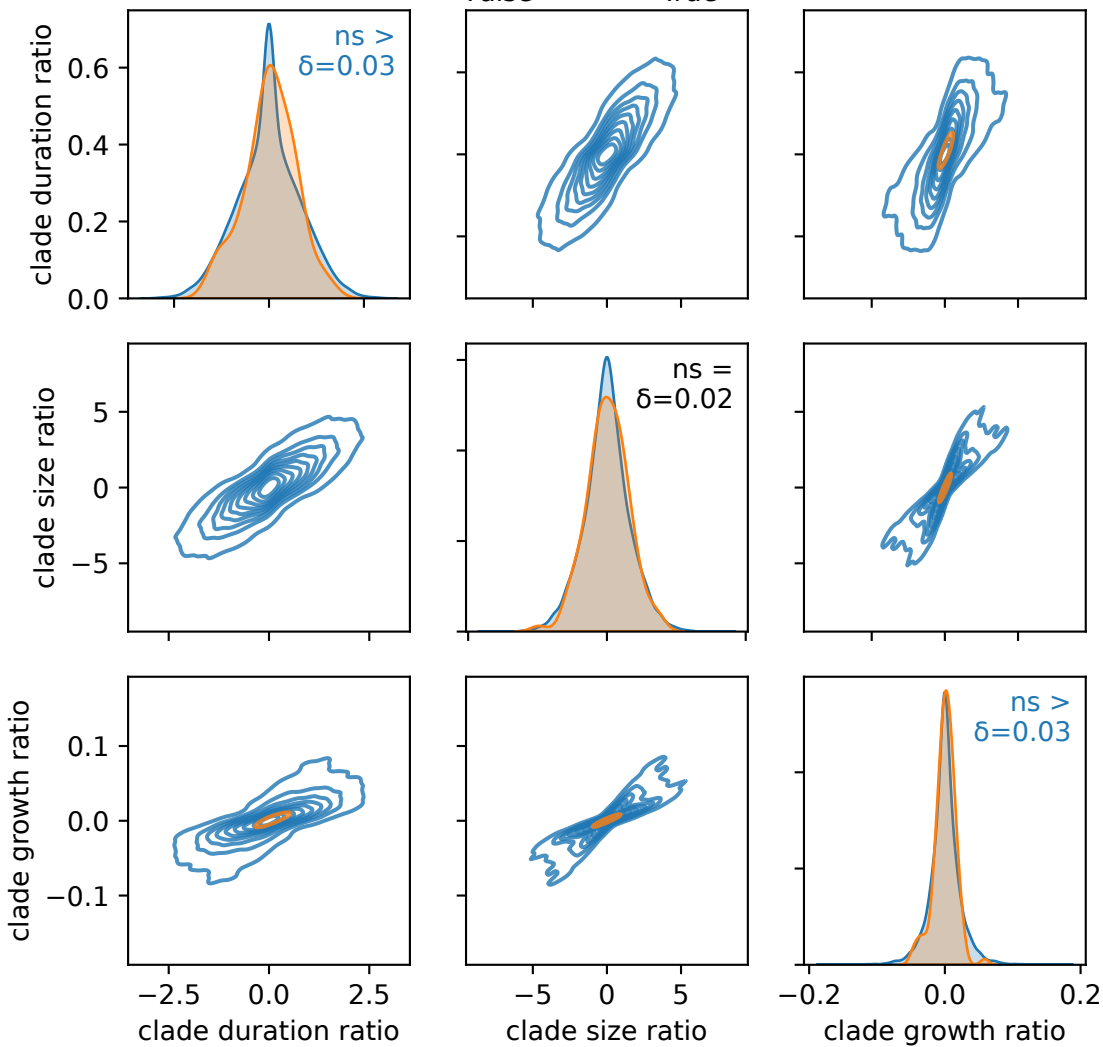 ns >
δ=0.03
clade duration ratio
0.6
0.4
0.2
0.0
ns =
δ=0.02
clade size ratio
5
0
−5
ns >
δ=0.03
clade growth ratio
0.1
0.0
−0.1
−2.5 0.0 2.5
−5 0 5
−0.2 0.0 0.2
clade duration ratio
clade size ratio
clade growth ratio